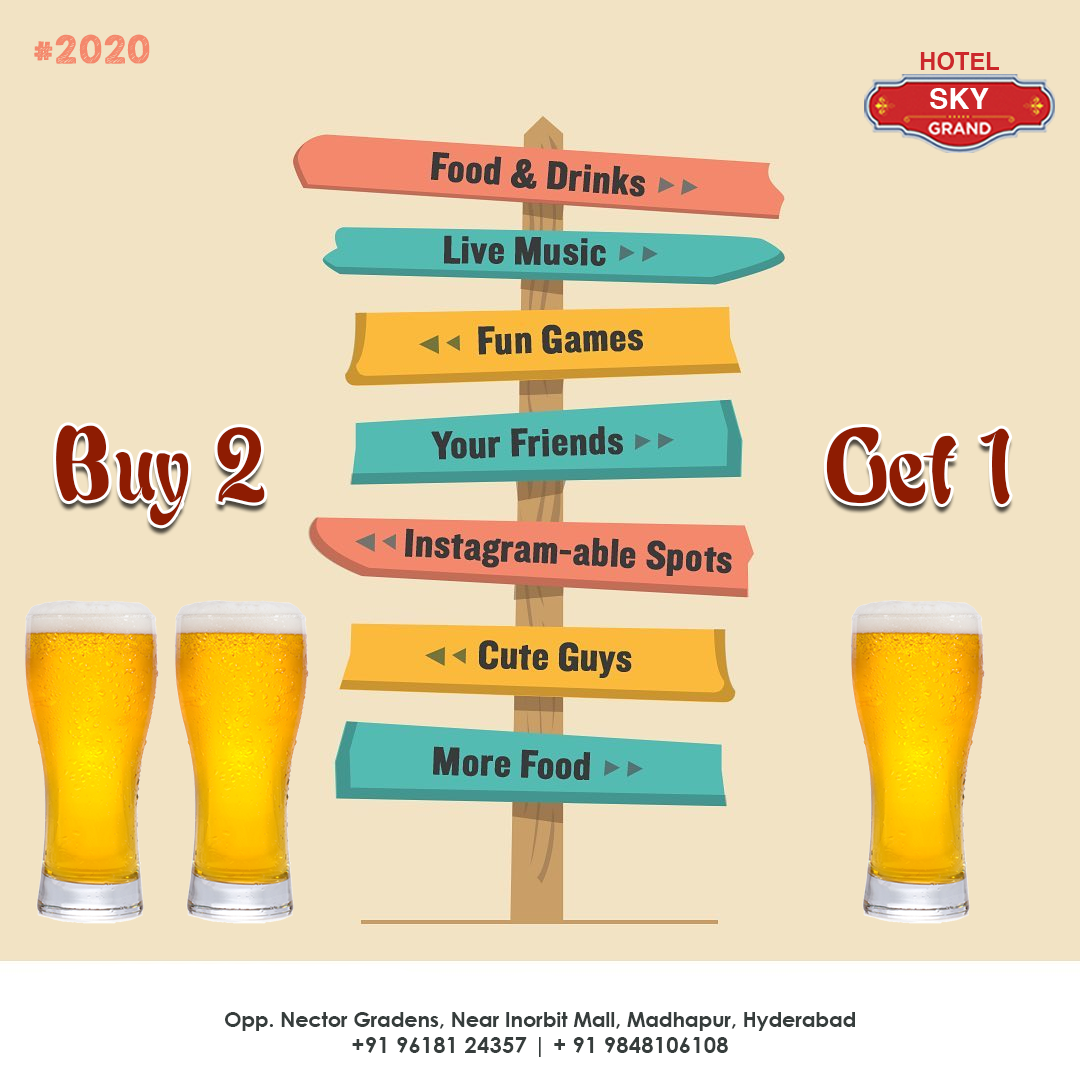 #2020
HOTEL
SKY
GRAND
Food & Drinks
Live Music
Fun Games
Your Friends
Instagram-able Spots
Cute Guys
More Food
Buy 2
Get 1
Opp. Nector Gradens, Near Inorbit Mall, Madhapur, Hyderabad
+91 96181 24357 | + 91 9848106108